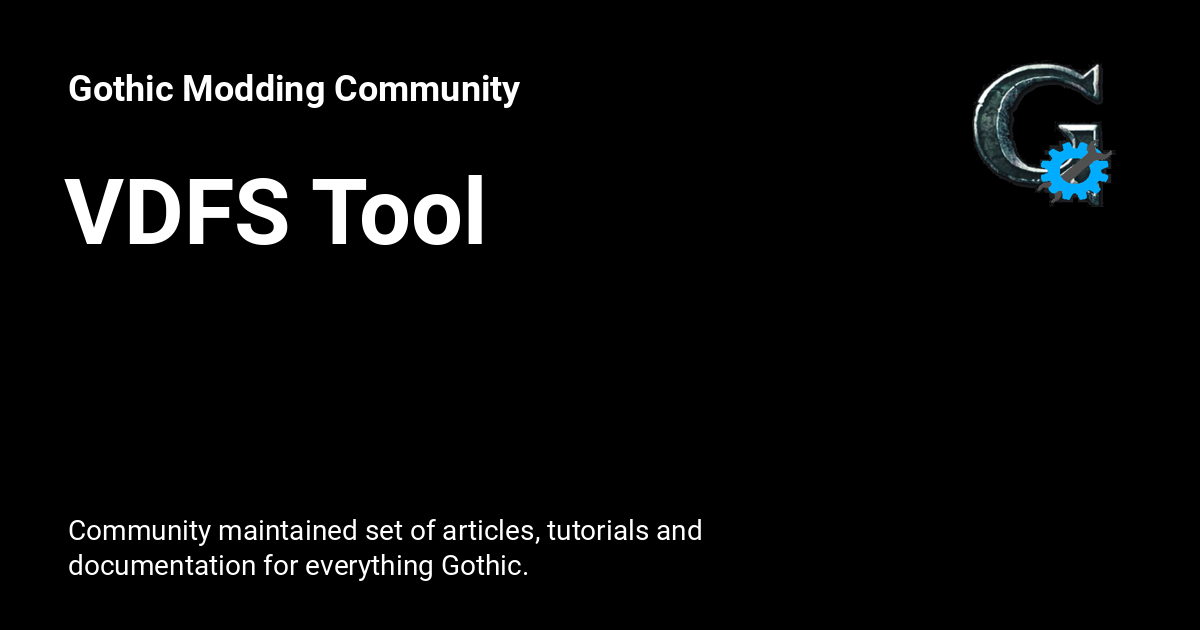 Gothic Modding Community
VDFS Tool
Community maintained set of articles, tutorials and
documentation for everything Gothic.